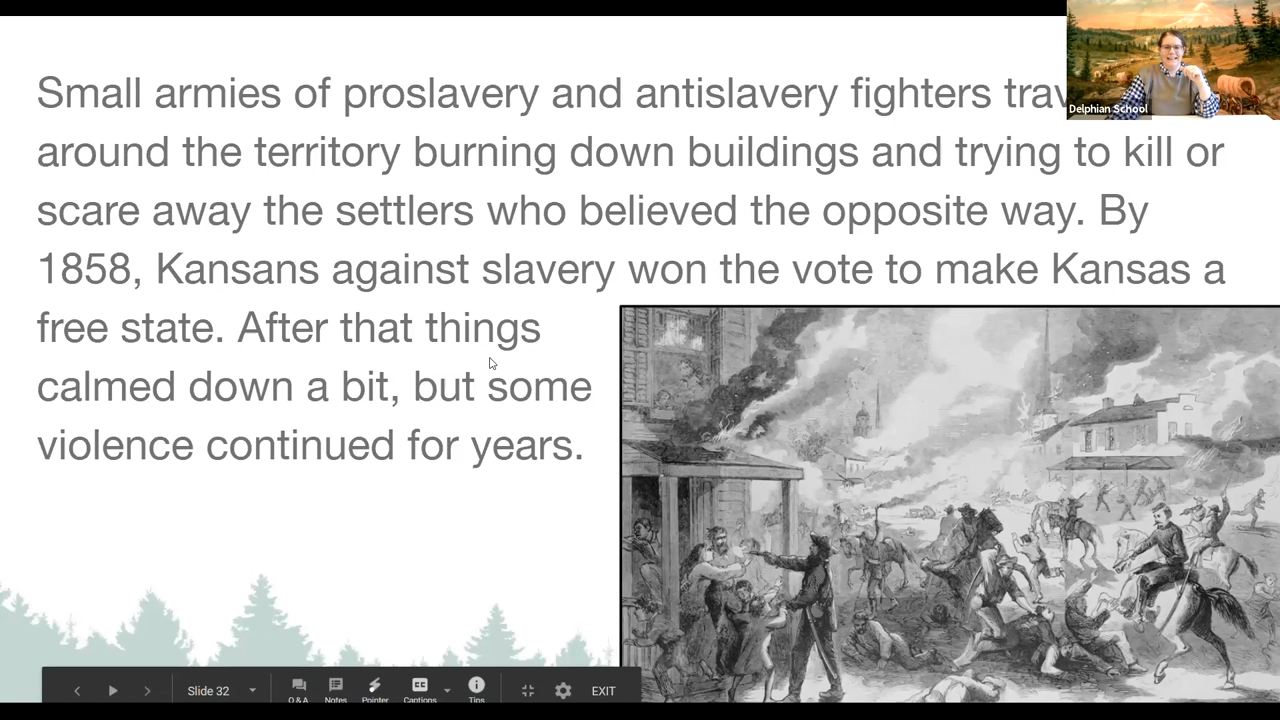 Small armies of proslavery and antislavery fighters
Delphian School
around the territory burning down buildings and trying to kill or
scare away the settlers who believed the opposite way. By
1858, Kansans against slavery won the vote to make Kansas a
free state. After that things
calmed down a bit, but some
violence continued for years.
Slide 32
Q & A
Notes
Pointer
Captions
Tips
EXIT